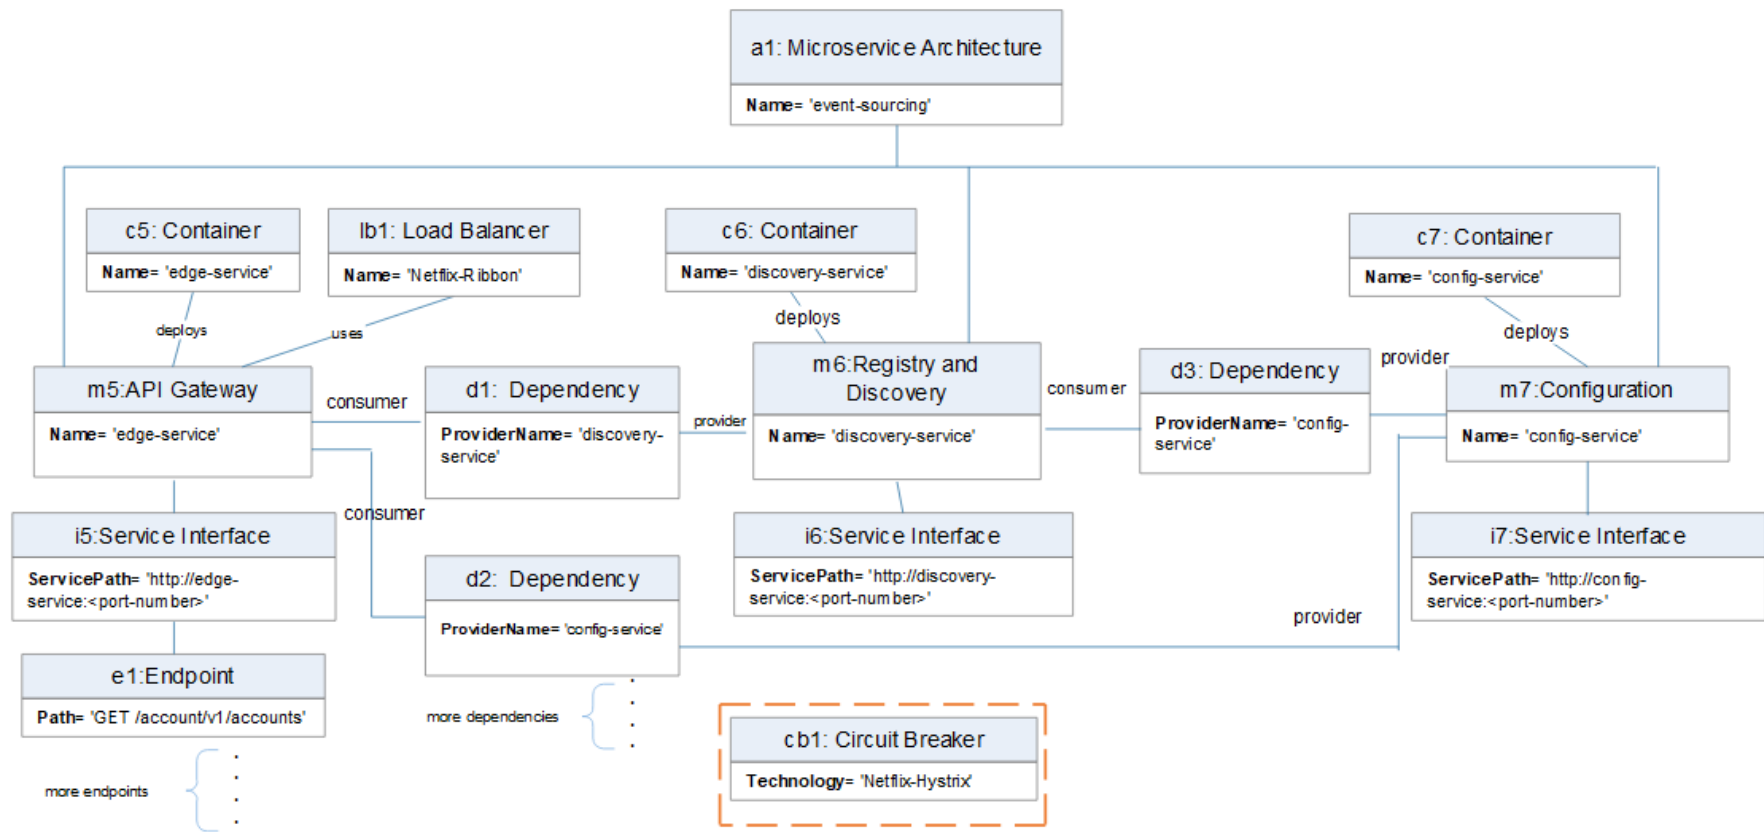 a1: Microservice Architecture
Name= 'event-sourcing'
c5: Container
Name= 'edge-service'
lb1: Load Balancer
Name= 'Netflix-Ribbon'
c6: Container
Name= 'discovery-service'
c7: Container
Name= 'config-service'
deploys
uses
deploys
deploys
m5:API Gateway
Name= 'edge-service'
consumer
d1: Dependency
ProviderName= 'discovery-
service'
provider
m6:Registry and
Discovery
Name= 'discovery-service'
consumer
d3: Dependency
ProviderName= 'config-
service'
provider
m7:Configuration
Name= 'config-service'
consumer
i5:Service Interface
ServicePath= 'http://edge-
service:<port-number>'
d2: Dependency
ProviderName= 'config-service'
i6:Service Interface
ServicePath= 'http://discovery-
service:<port-number>'
provider
i7:Service Interface
ServicePath= 'http://config-
service:<port-number>'
e1:Endpoint
Path= 'GET /account/v1/accounts'
more dependencies
more endpoints
cb1: Circuit Breaker
Technology= 'Netflix-Hystrix'